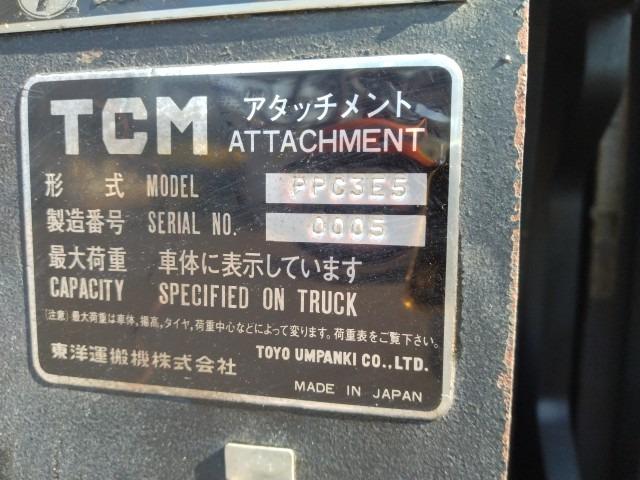 TCM アタッチメント
ATTACHMENT
形 式 MODEL PPC3E5
製造番号 SERIAL NO. 0005
最大荷重 車体に表示しています
CAPACITY SPECIFIED ON TRUCK
(注意) 最大荷重は車体,揚高,タイヤ,荷重中心などによって変ります。荷重表をご覧下さい。
東洋運搬機株式会社 TOYO UMPANKI CO.,LTD.
MADE IN JAPAN